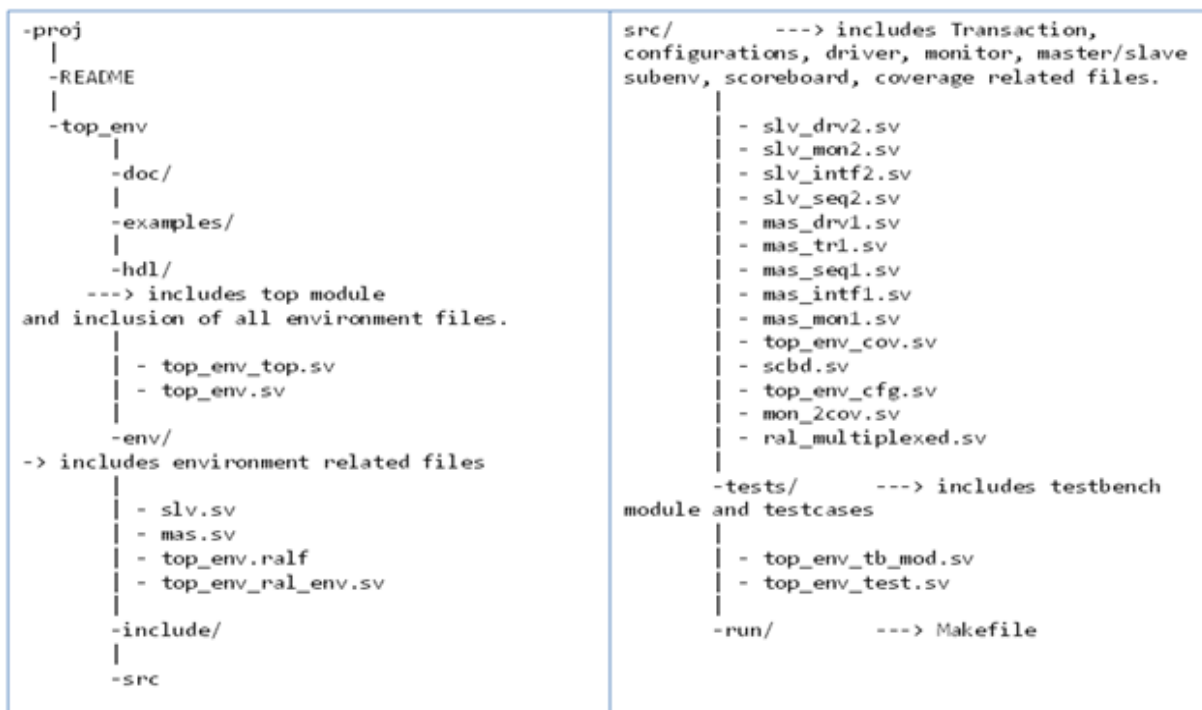 -proj
|
-README
|
-top_env
|
-doc/
|
-examples/
|
-hdl/
---> includes top module
and inclusion of all environment files.
|
| - top_env_top.sv
| - top_env.sv
|
-env/
-> includes environment related files
|
| - slv.sv
| - mas.sv
| - top_env.ralf
| - top_env_ral_env.sv
|
-include/
|
-src
src/ ---> includes Transaction,
configurations, driver, monitor, master/slave
subenv, scoreboard, coverage related files.
|
| - slv_drv2.sv
| - slv_mon2.sv
| - slv_intf2.sv
| - slv_seq2.sv
| - mas_drv1.sv
| - mas_tr1.sv
| - mas_seq1.sv
| - mas_intf1.sv
| - mas_mon1.sv
| - top_env_cov.sv
| - scbd.sv
| - top_env_cfg.sv
| - mon_2cov.sv
| - ral_multiplexed.sv
|
-tests/ ---> includes testbench
module and testcases
|
| - top_env_tb_mod.sv
| - top_env_test.sv
|
-run/ ---> Makefile